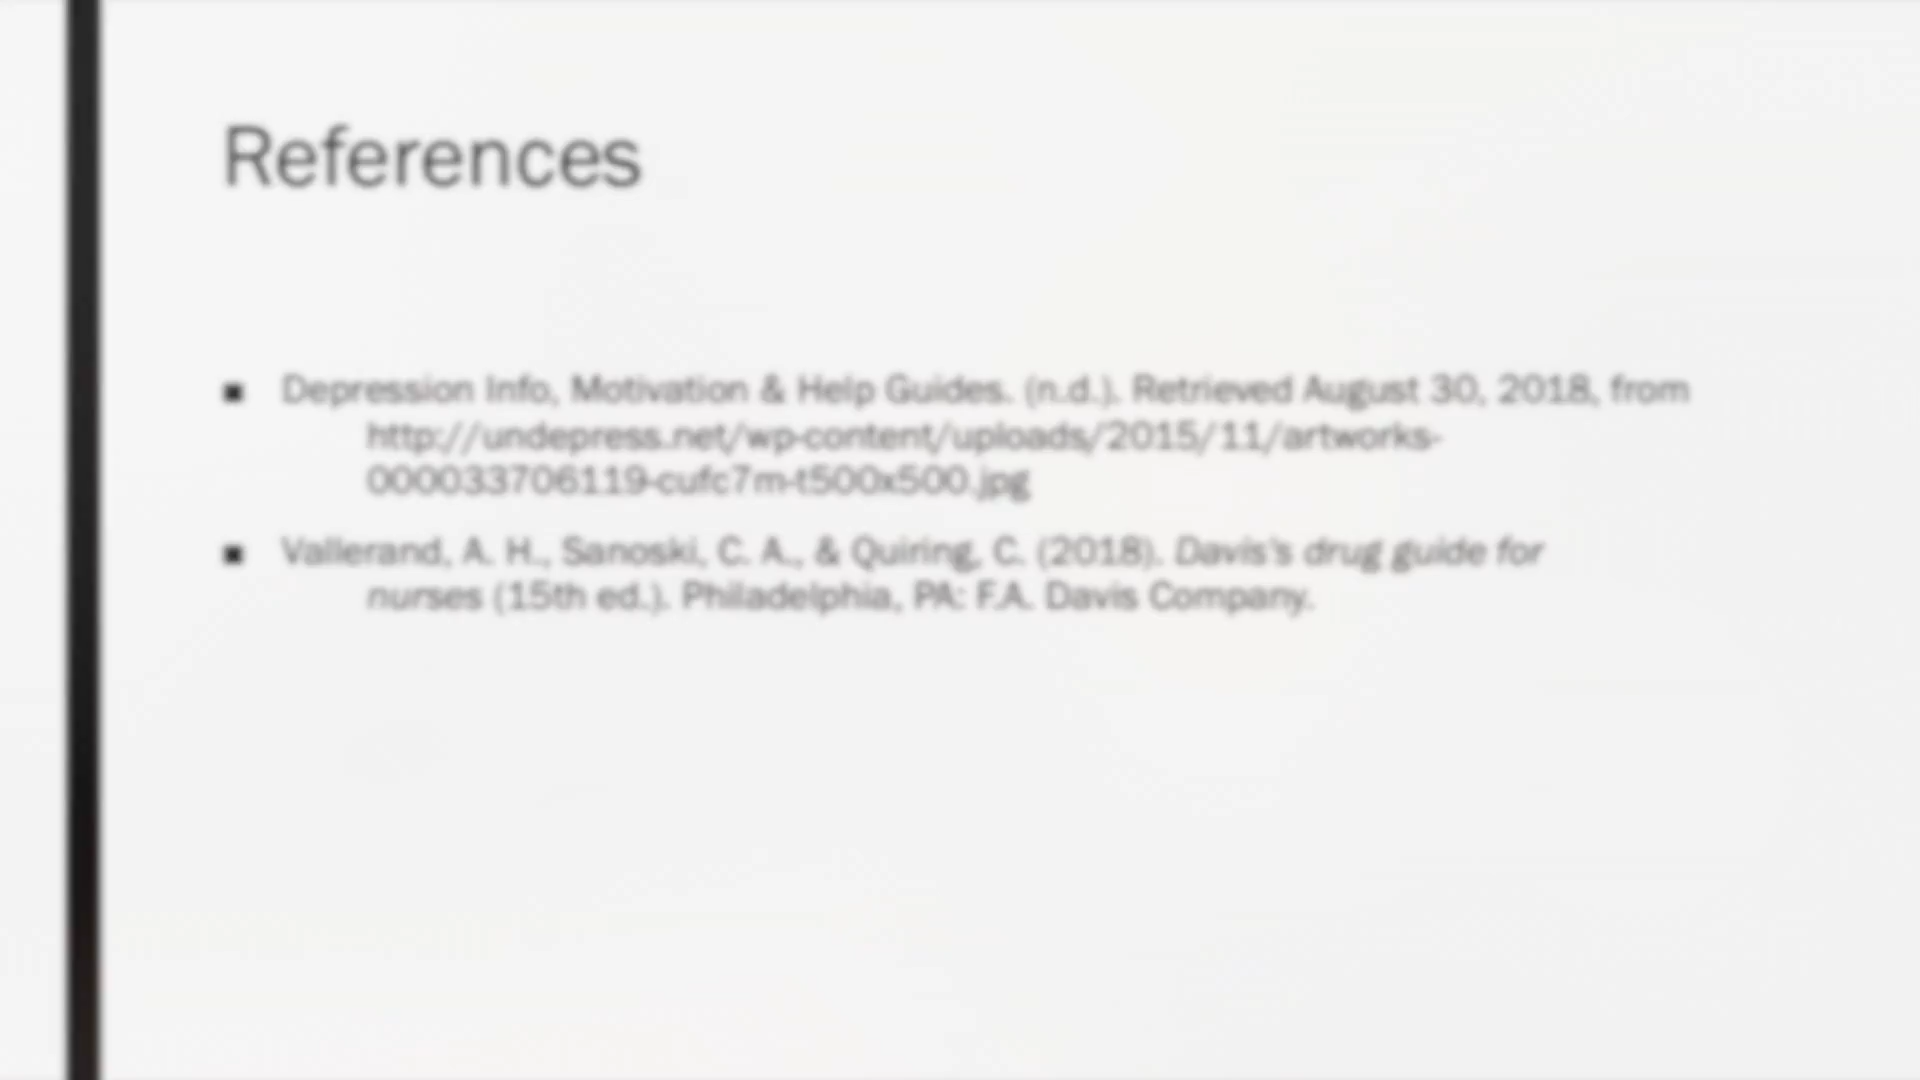 References
▪ Depression Info, Motivation & Help Guides. (n.d.). Retrieved August 30, 2018, from
http://undepress.net/wp-content/uploads/2015/11/artworks-
000033706119-cufc7m-t500x500.jpg
▪ Vallerand, A. H., Sanoski, C. A., & Quiring, C. (2018). Davis's drug guide for
nurses (15th ed.). Philadelphia, PA: F.A. Davis Company.